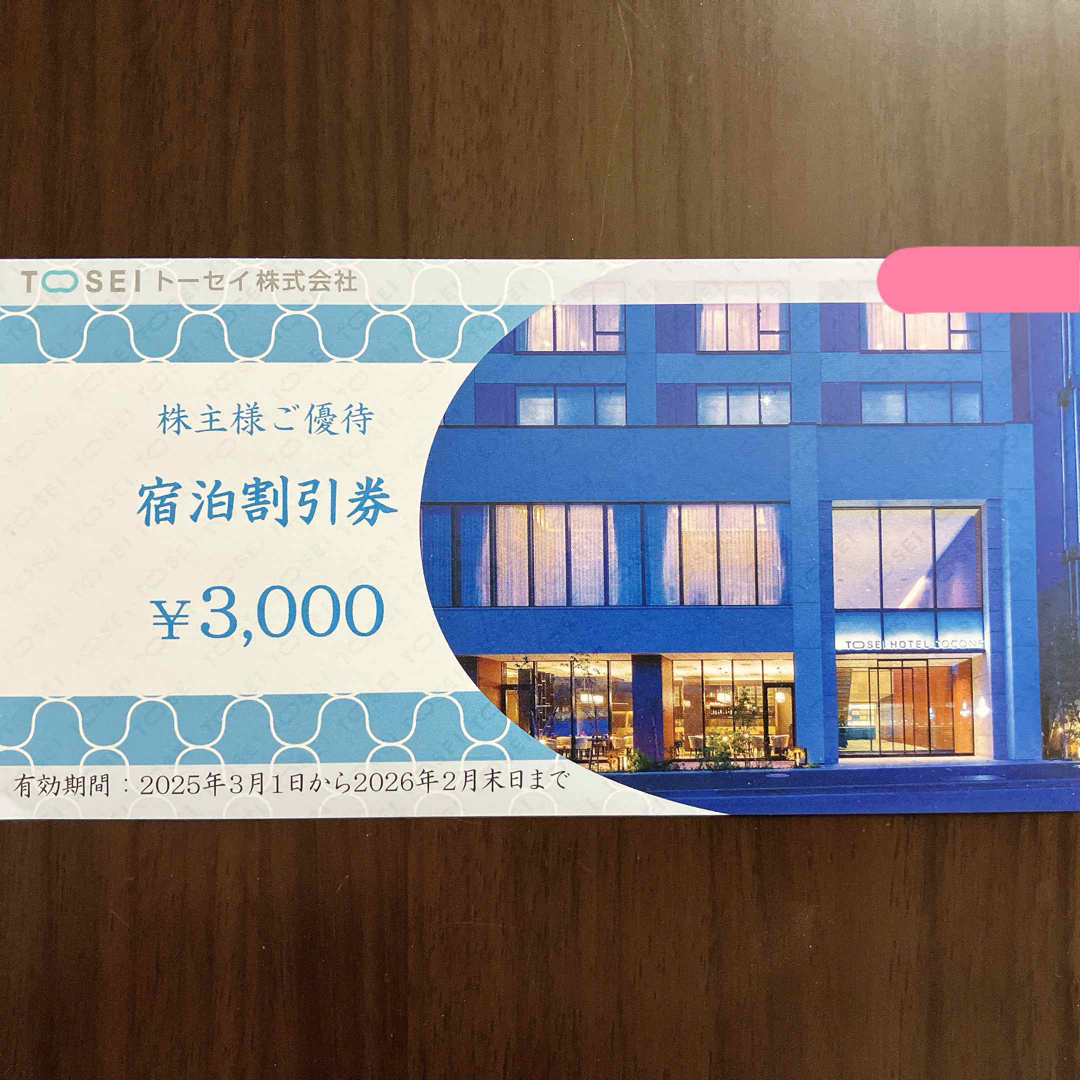 TOSEI トーセイ株式会社
株主様ご優待
宿泊割引券
¥3,000
TOSEI HOTEL COCONE
有効期間：2025年3月1日から2026年2月末日まで